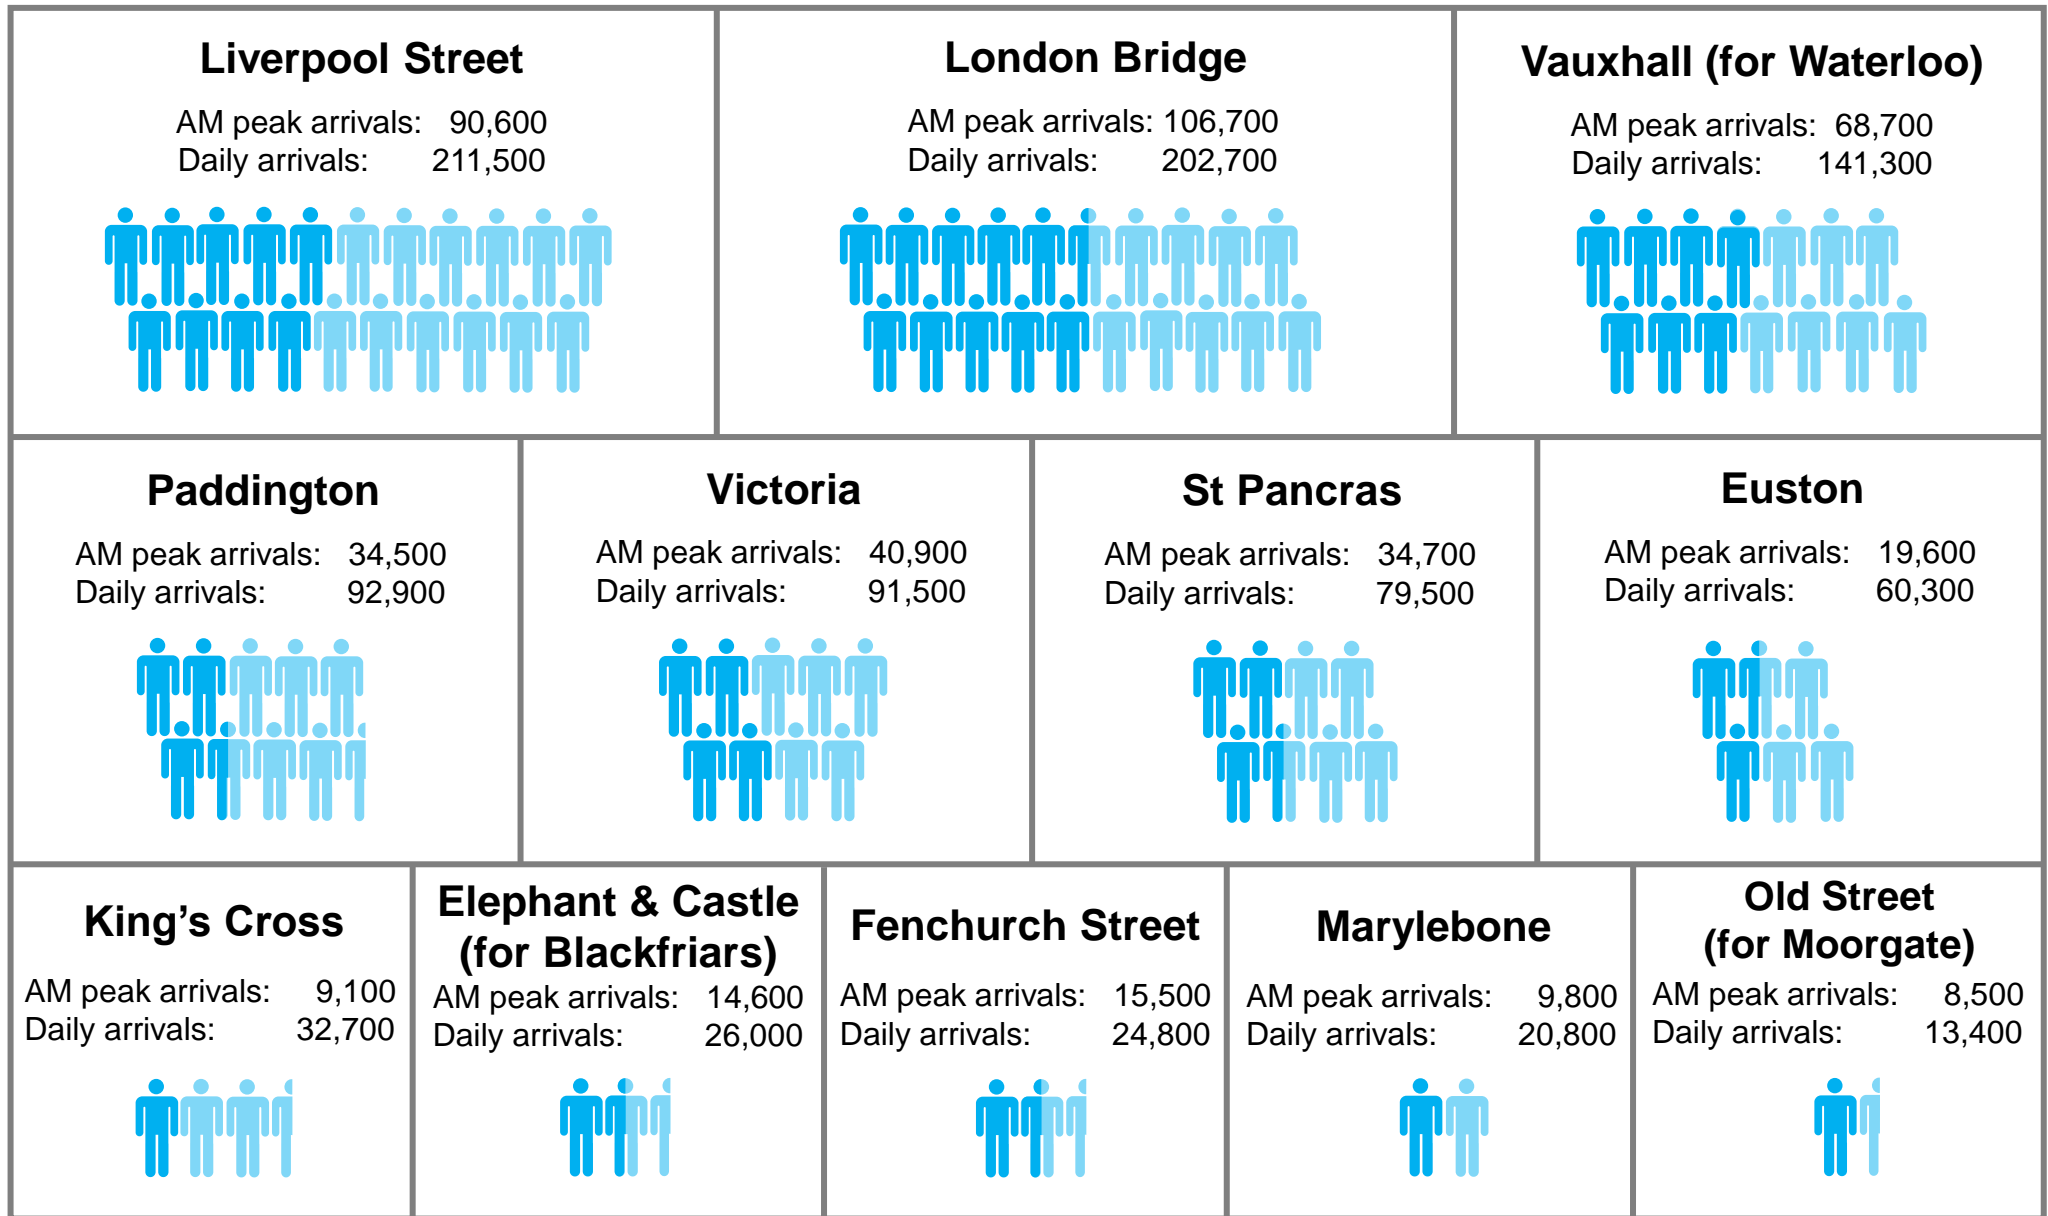 Liverpool Street
AM peak arrivals: 90,600
Daily arrivals: 211,500
London Bridge
AM peak arrivals: 106,700
Daily arrivals: 202,700
Vauxhall (for Waterloo)
AM peak arrivals: 68,700
Daily arrivals: 141,300
Paddington
AM peak arrivals: 34,500
Daily arrivals: 92,900
Victoria
AM peak arrivals: 40,900
Daily arrivals: 91,500
St Pancras
AM peak arrivals: 34,700
Daily arrivals: 79,500
Euston
AM peak arrivals: 19,600
Daily arrivals: 60,300
King’s Cross
AM peak arrivals: 9,100
Daily arrivals: 32,700
Elephant & Castle
(for Blackfriars)
AM peak arrivals: 14,600
Daily arrivals: 26,000
Fenchurch Street
AM peak arrivals: 15,500
Daily arrivals: 24,800
Marylebone
AM peak arrivals: 9,800
Daily arrivals: 20,800
Old Street
(for Moorgate)
AM peak arrivals: 8,500
Daily arrivals: 13,400